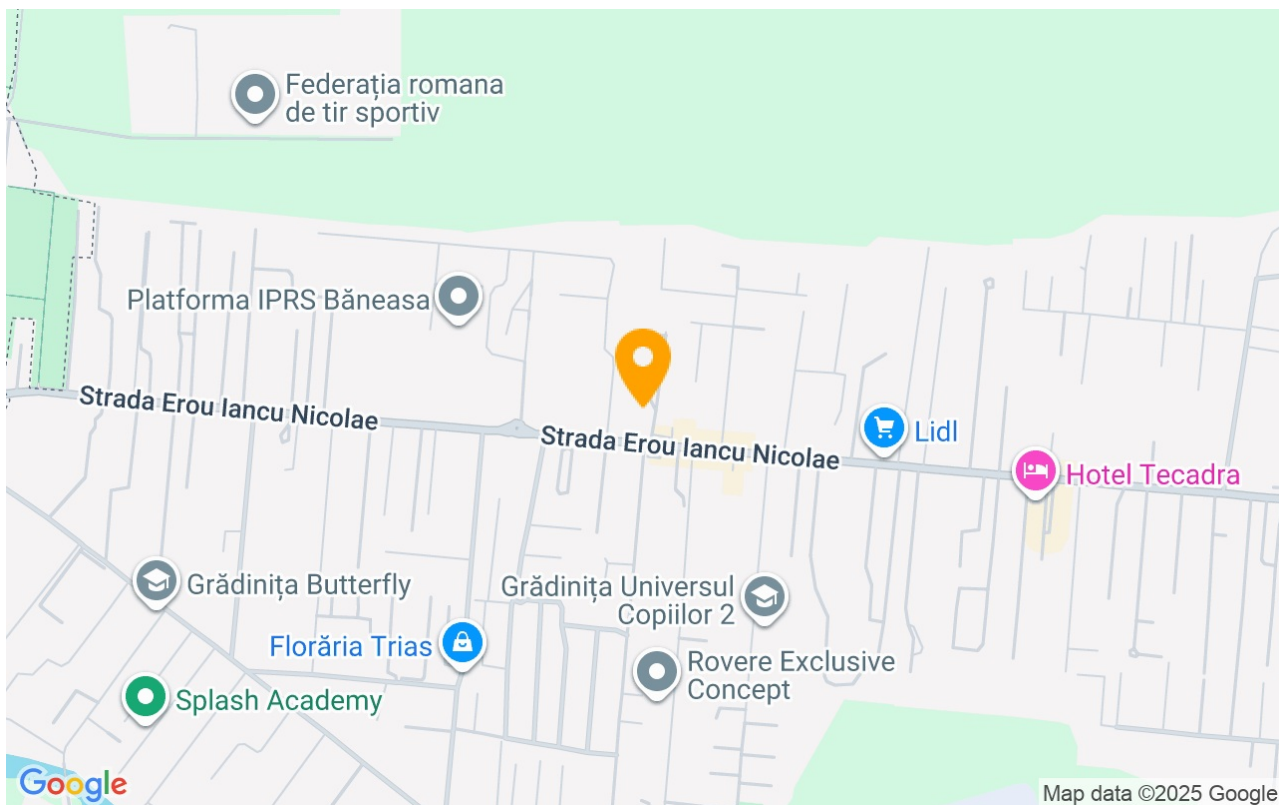 Federația romana
de tir sportiv
Platforma IPRS Băneasa
Strada Erou Iancu Nicolae
Strada Erou Iancu Nicolae
Lidl
Hotel Tecadra
Grădinița Butterfly
Grădinița Universul
Copiilor 2
Florăria Trias
Rovere Exclusive
Concept
Splash Academy
Google
Map data ©2025 Google